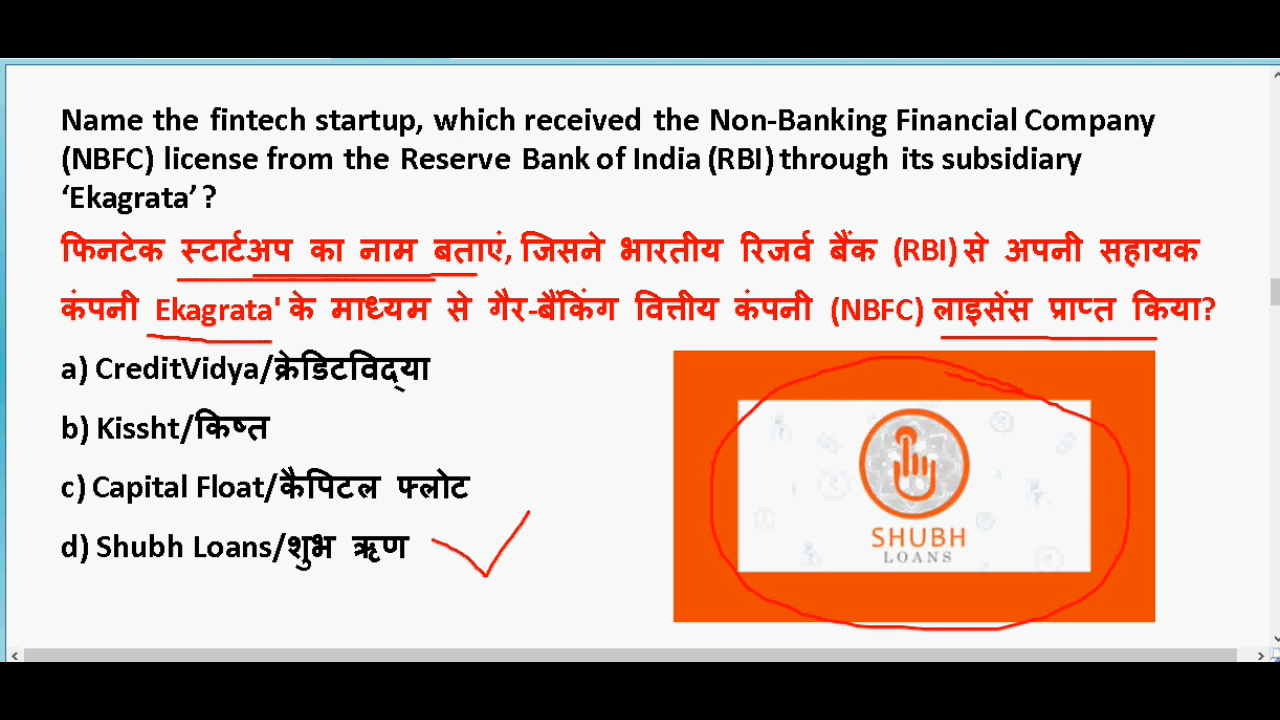 Name the fintech startup, which received the Non-Banking Financial Company
(NBFC) license from the Reserve Bank of India (RBI) through its subsidiary
‘Ekagrata’ ?
फिनटेक स्टार्टअप का नाम बताएं, जिसने भारतीय रिजर्व बैंक (RBI) से अपनी सहायक
कंपनी Ekagrata' के माध्यम से गैर-बैंकिंग वित्तीय कंपनी (NBFC) लाइसेंस प्राप्त किया?
a) CreditVidya/क्रेडिटविद्या
b) Kissht/किष्त
c) Capital Float/कैपिटल फ्लोट
d) Shubh Loans/शुभ ऋण
SHUBH
LOANS